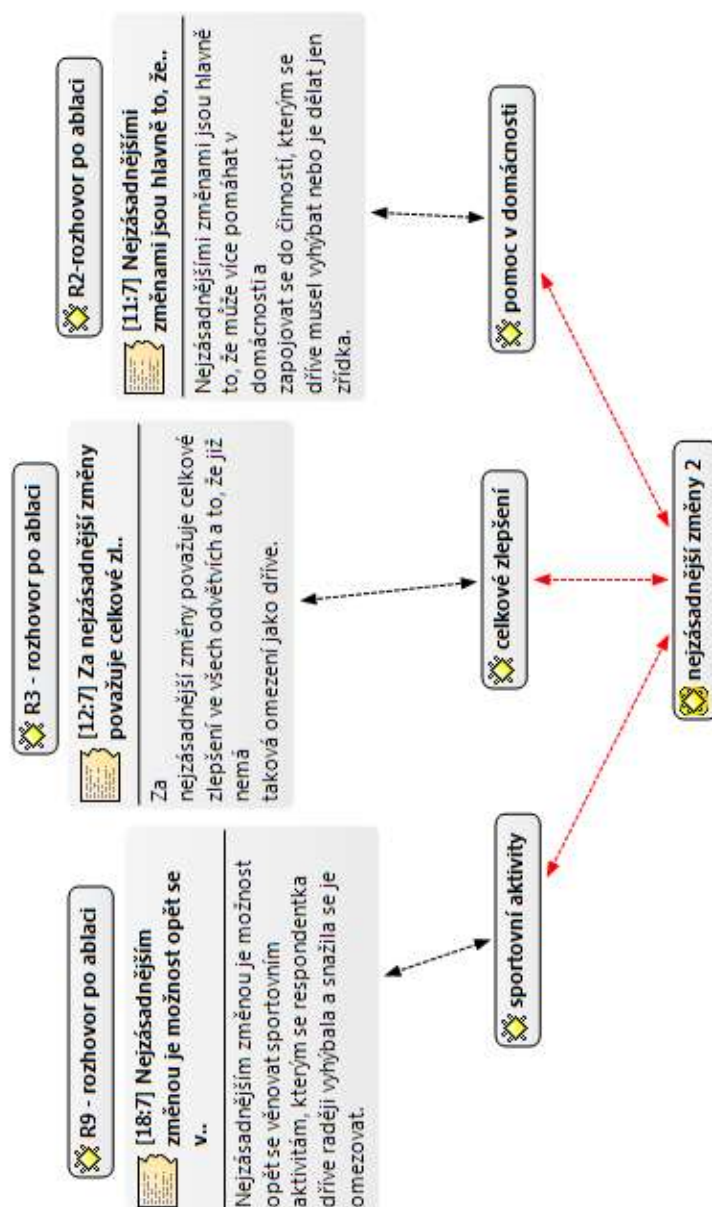 R9 - rozhovor po ablaci
[18:7] Nejzásadnějším
změnou je možnost opět se
v..
Nejzásadnějším změnou je možnost
opět se věnovat sportovním
aktivitám, kterým se respondentka
dříve raději vyhýbala a snažila se je
omezovat.
R3 - rozhovor po ablaci
[12:7] Za nejzásadnější změny
považuje celkové zl..
Za
nejzásadnější změny považuje celkové
zlepšení ve všech odvětvích a to, že již
nemá
taková omezení jako dříve.
R2-rozhovor po ablaci
[11:7] Nejzásadnějšími
změnami jsou hlavně to, že..
Nejzásadnějšími změnami jsou hlavně
to, že může více pomáhat v
domácnosti a
zapojovat se do činností, kterým se
dříve musel vyhýbat nebo je dělat jen
zřídka.
sportovní aktivity
celkové zlepšení
pomoc v domácnosti
nejzásadnější změny 2